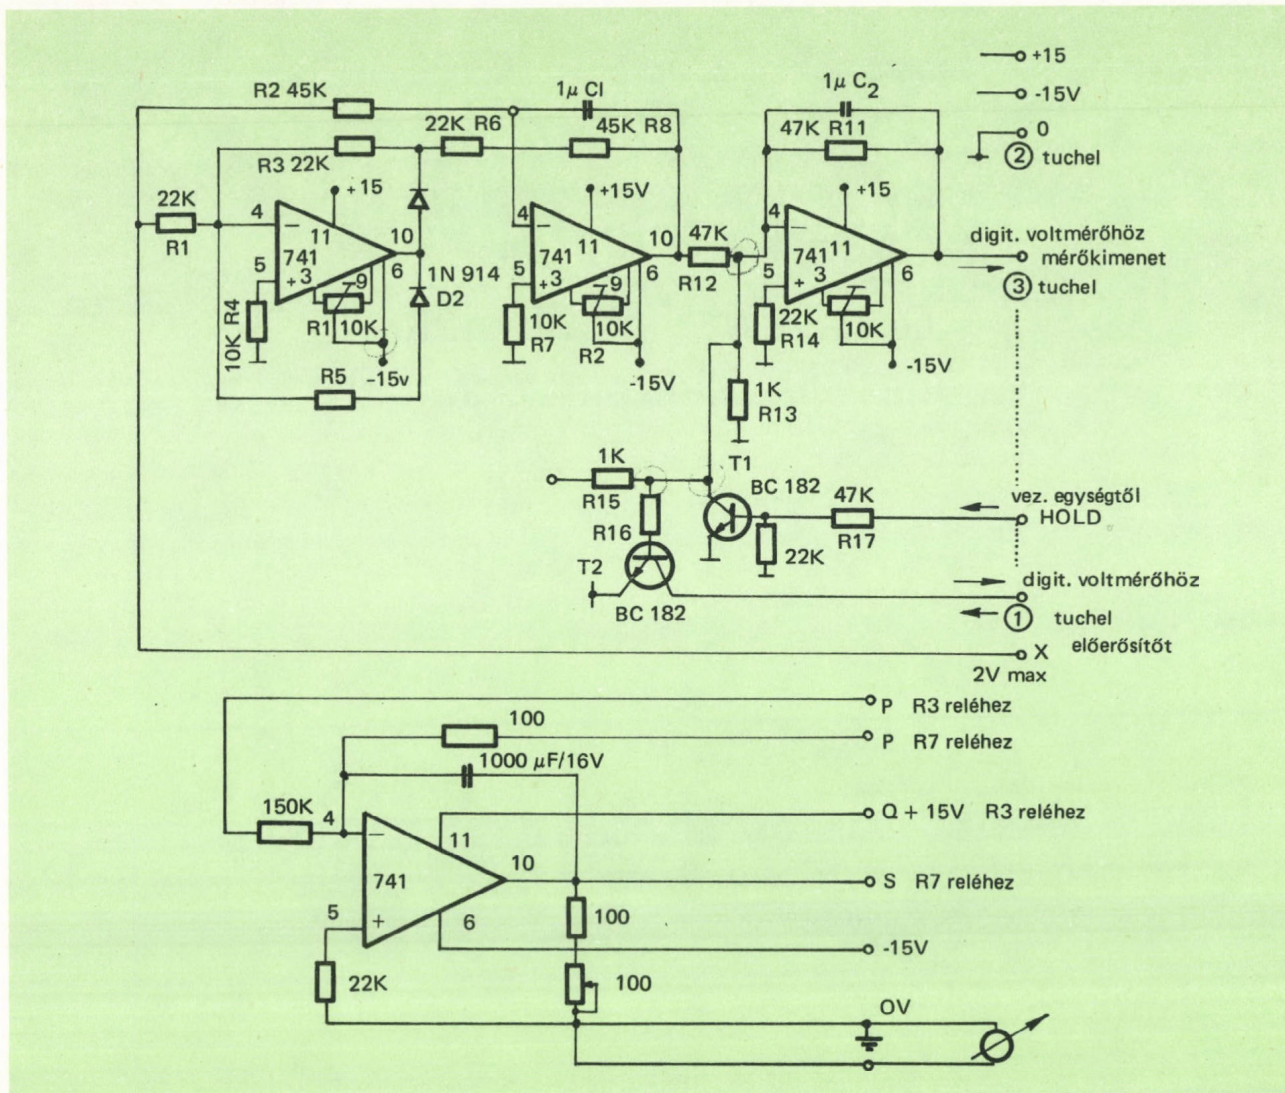 +15
-15V
0
2 tuchel
R2 45K
1μ CI
1μ C2
22K R6
45K R8
47K R11
R3 22K
+15
+15V
+15
22K
R1
4
−
11
741
10
5
+3
9
6
1N 914
D2
10K R4
R1
10K
-15v
R5
4
−
11
741
10
5
+3
9
6
10K
R7
10K
R2
-15V
47K
R12
4
−
741
11
5
+
3
6
22K
R14
10K
-15V
digit. voltmérőhöz
mérőkimenet
3 tuchel
1K
R13
T1
BC 182
1K
R15
R16
47K
R17
22K
vez. egységtől
HOLD
T2
BC 182
digit. voltmérőhöz
1 tuchel
X előerősítőt
2V max
P R3 reléhez
P R7 reléhez
100
1000 μF/16V
150K
4
−
11
Q + 15V R3 reléhez
741
10
S R7 reléhez
5
+
6
100
-15V
22K
100
OV